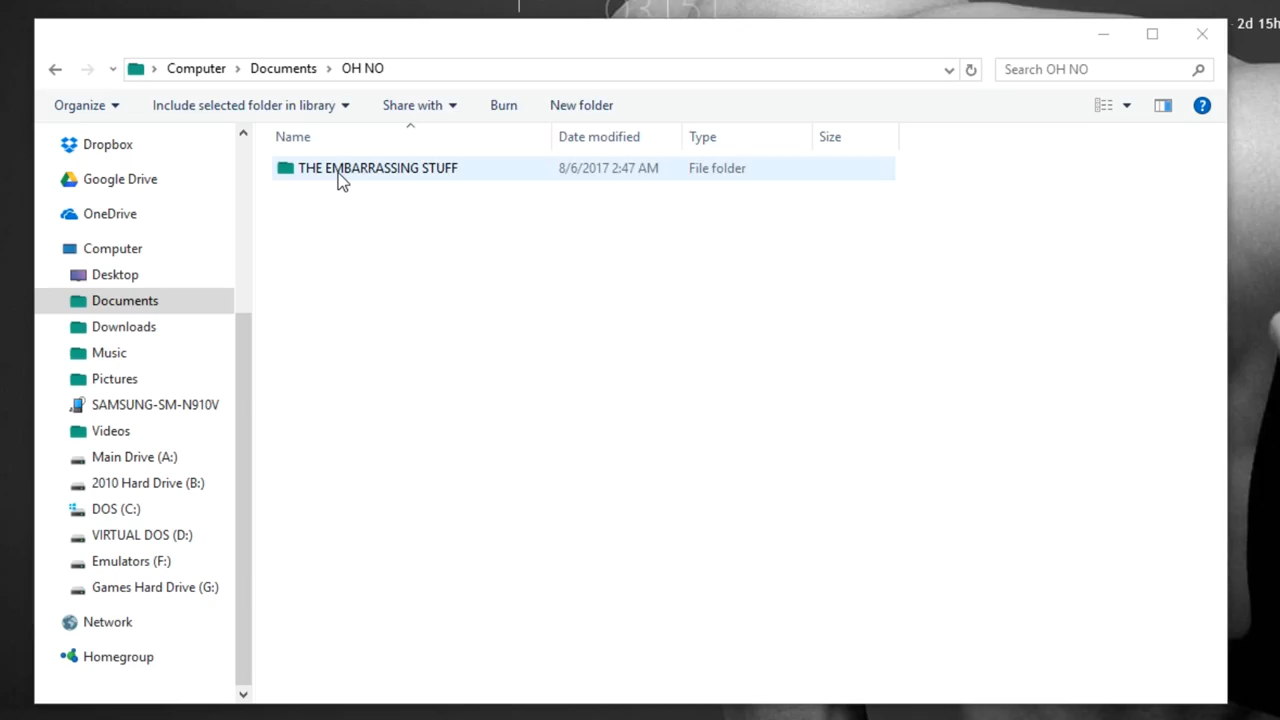 2d 15h
Computer Documents OH NO
Search OH NO
Organize Include selected folder in library Share with Burn New folder
Name Date modified Type Size
THE EMBARRASSING STUFF 8/6/2017 2:47 AM File folder
Dropbox
Google Drive
OneDrive
Computer
Desktop
Documents
Downloads
Music
Pictures
SAMSUNG-SM-N910V
Videos
Main Drive (A:)
2010 Hard Drive (B:)
DOS (C:)
VIRTUAL DOS (D:)
Emulators (F:)
Games Hard Drive (G:)
Network
Homegroup